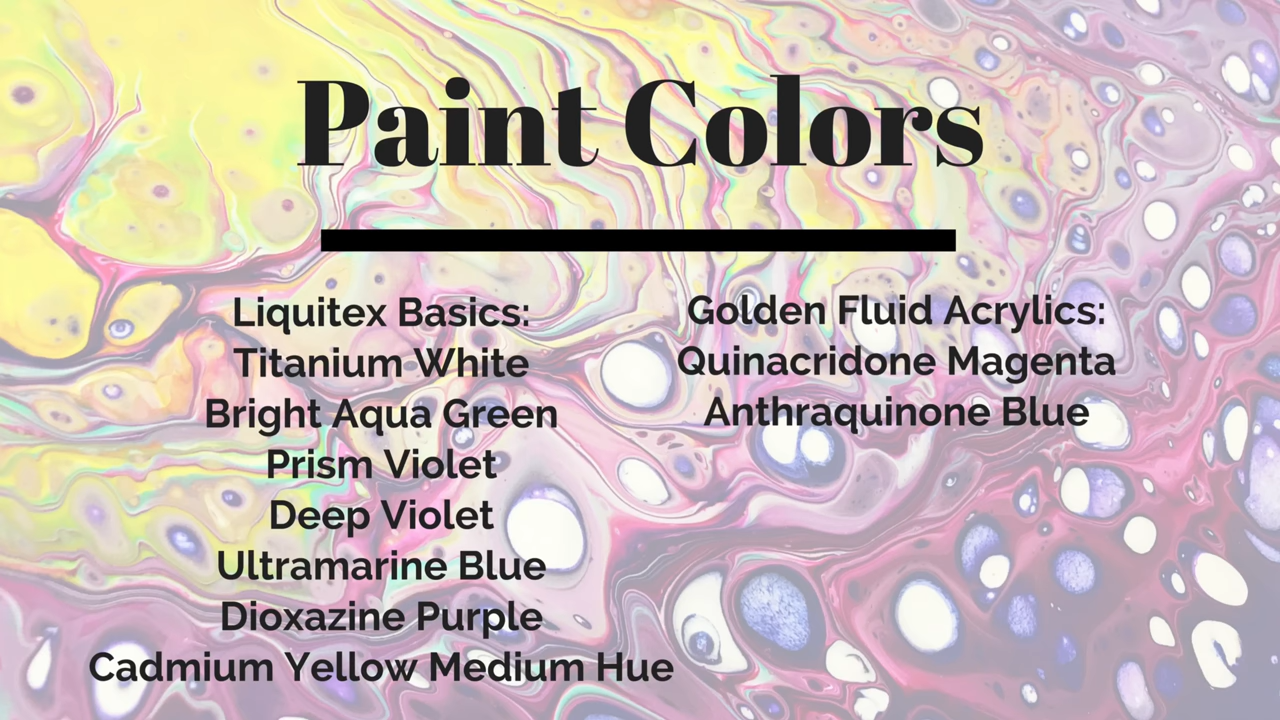 Paint Colors
Liquitex Basics:
Titanium White
Bright Aqua Green
Prism Violet
Deep Violet
Ultramarine Blue
Dioxazine Purple
Cadmium Yellow Medium Hue
Golden Fluid Acrylics:
Quinacridone Magenta
Anthraquinone Blue